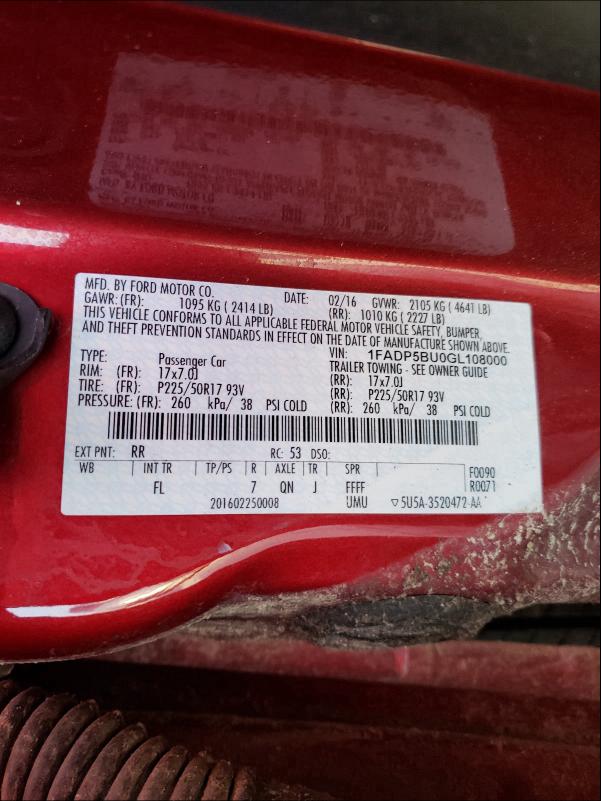 MFD. BY FORD MOTOR CO. DATE: 02/16 GVWR: 2105 KG ( 4641 LB)
GAWR:(FR): 1095 KG ( 2414 LB) (RR): 1010 KG ( 2227 LB)
THIS VEHICLE CONFORMS TO ALL APPLICABLE FEDERAL MOTOR VEHICLE SAFETY, BUMPER,
AND THEFT PREVENTION STANDARDS IN EFFECT ON THE DATE OF MANUFACTURE SHOWN ABOVE.
VIN: 1FADP5BU0GL108000
TYPE: Passenger Car TRAILER TOWING - SEE OWNER GUIDE
RIM: (FR): 17x7.0J (RR): 17x7.0J
TIRE: (FR): P225/50R17 93V (RR): P225/50R17 93V
PRESSURE: (FR): 260 kPa/ 38 PSI COLD (RR): 260 kPa/ 38 PSI COLD
EXT PNT: RR RC: 53 DSO:
WB INT TR TP/PS R AXLE TR SPR F0090
FL 7 QN J FFFF R0071
201602250008 UMU ▽5U5A-3520472-AA